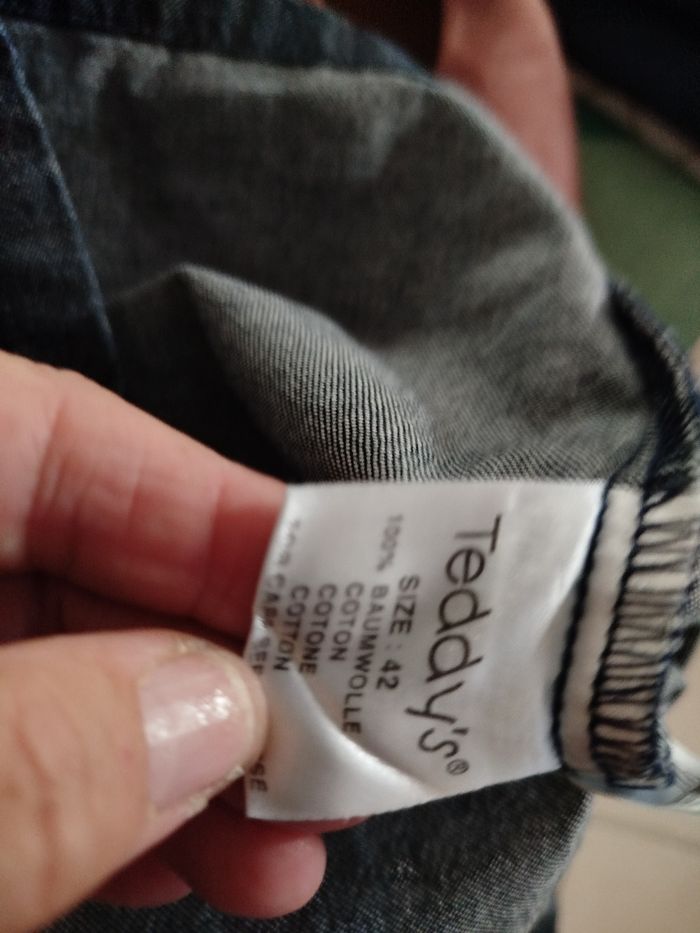 Teddy's®
SIZE : 42
100% BAUMWOLLE
COTON
COTONE
COTTON